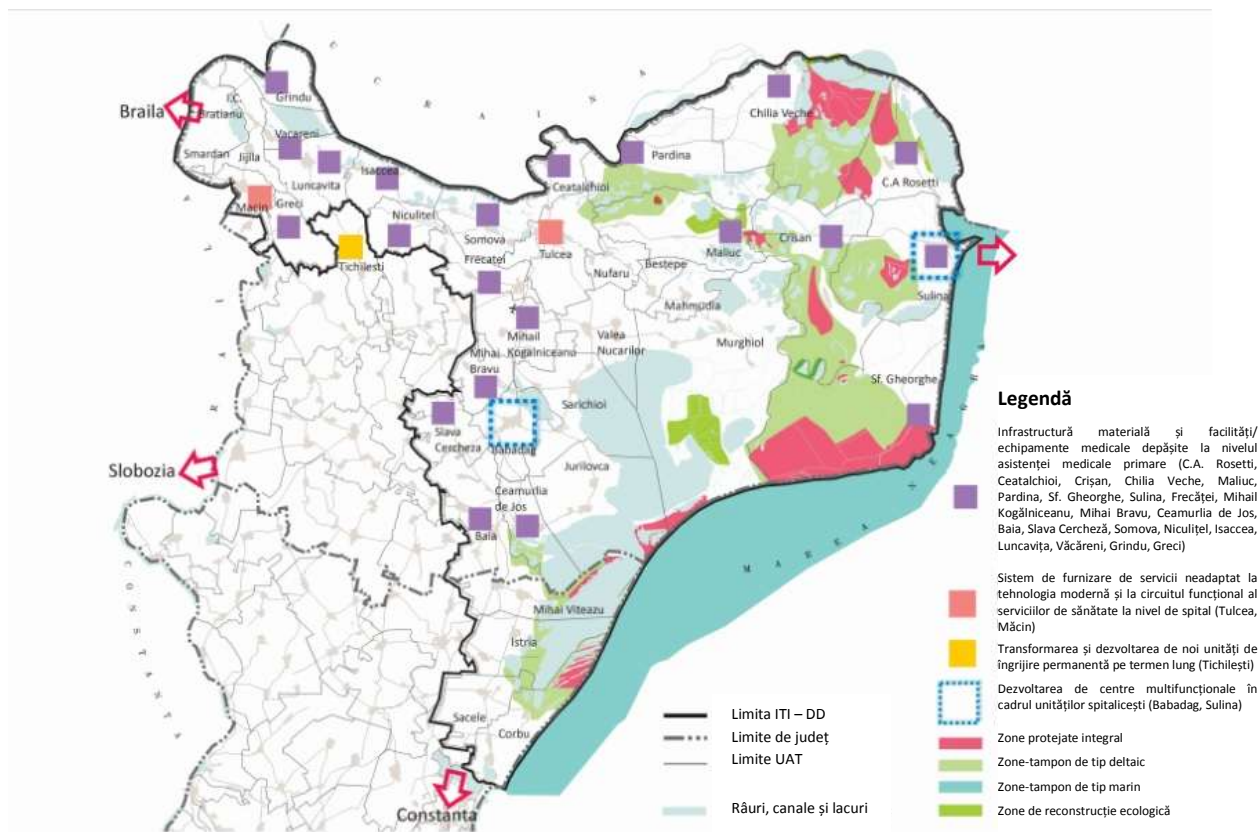 UCRAINA
Braila
I.C.
Bratianu
Grindu
Vacareni
Smardan
Jijila
Luncavita
Isaccea
Macin
Greci
Niculitel
Tichilesti
Chilia Veche
Pardina
Ceatalchioi
C.A Rosetti
Somova
Tulcea
Frecatei
Nufaru
Bestepe
Maliuc
Crisan
Sulina
Mahmudia
Mihail
Kogalniceana
Valea
Nucarilor
Murghiol
Mihai
Bravu
Sf. Gheorghe
Sarichioi
Slava
Cercheza
Babadag
Slobozia
Jurilovca
Ceamurlia
de Jos
Baia
MAREA NEAGRA
CONSTANTA
Mihai Viteazu
Istria
Sacele
Corbu
Constanta
Limita ITI – DD
Limite de județ
Limite UAT
Râuri, canale și lacuri
Legendă
Infrastructură materială și facilități/
echipamente medicale depășite la nivelul
asistenței medicale primare (C.A. Rosetti,
Ceatalchioi, Crișan, Chilia Veche, Maliuc,
Pardina, Sf. Gheorghe, Sulina, Frecăței, Mihail
Kogălniceanu, Mihai Bravu, Ceamurlia de Jos,
Baia, Slava Cercheză, Somova, Niculițel, Isaccea,
Luncavița, Văcăreni, Grindu, Greci)
Sistem de furnizare de servicii neadaptat la
tehnologia modernă și la circuitul funcțional al
serviciilor de sănătate la nivel de spital (Tulcea,
Măcin)
Transformarea și dezvoltarea de noi unități de
îngrijire permanentă pe termen lung (Tichilești)
Dezvoltarea de centre multifuncționale în
cadrul unităților spitalicești (Babadag, Sulina)
Zone protejate integral
Zone-tampon de tip deltaic
Zone-tampon de tip marin
Zone de reconstrucție ecologică